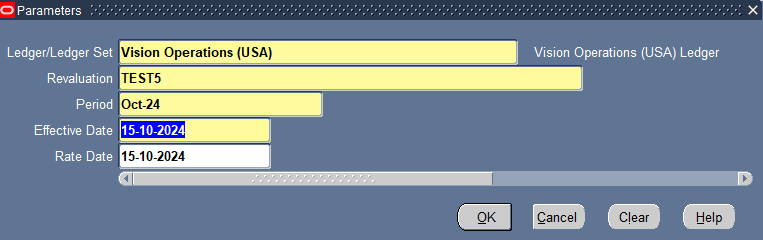 Parameters
Ledger/Ledger Set Vision Operations (USA) Vision Operations (USA) Ledger
Revaluation TEST5
Period Oct-24
Effective Date 15-10-2024
Rate Date 15-10-2024
OK Cancel Clear Help